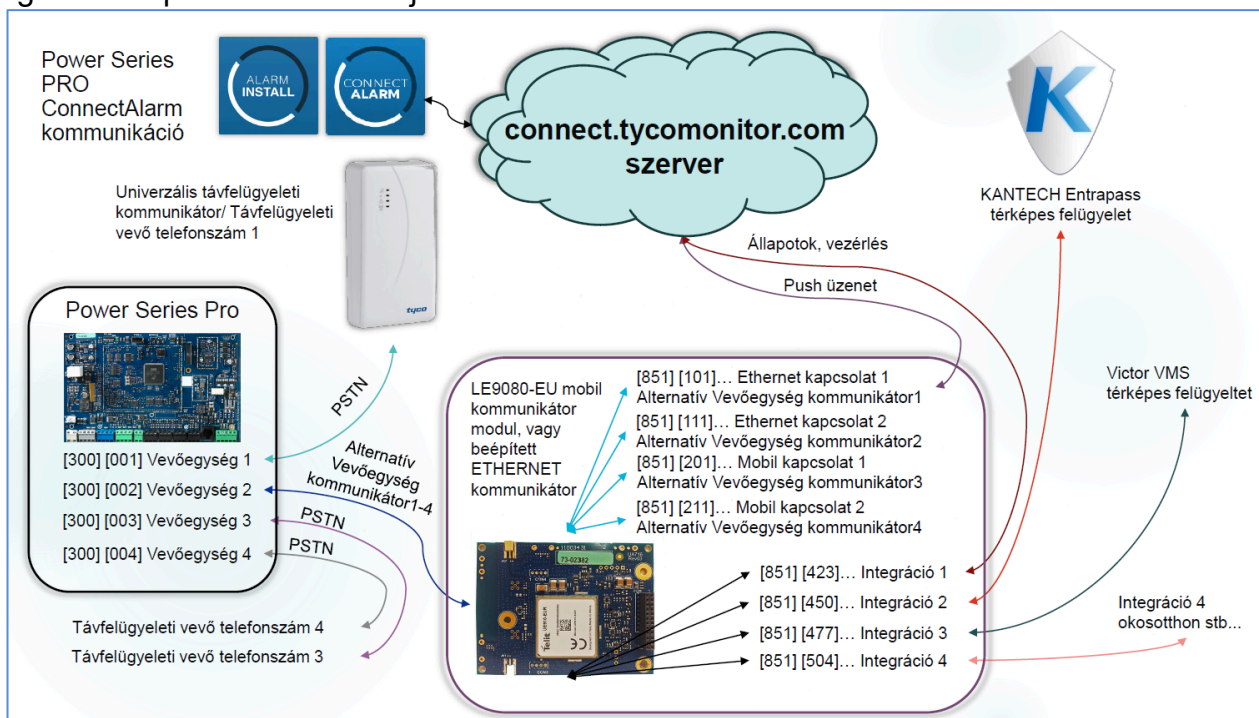 Power Series
PRO
ConnectAlarm
kommunikáció
ALARM
INSTALL
CONNECT
ALARM
connect.tycomonitor.com
szerver
K
KANTECH Entrapass
térképes felügyelet
Univerzális távfelügyeleti
kommunikátor/ Távfelügyeleti
vevő telefonszám 1
tyco
Állapotok, vezérlés
Push üzenet
Power Series Pro
PSTN
[300] [001] Vevőegység 1
[300] [002] Vevőegység 2
[300] [003] Vevőegység 3
[300] [004] Vevőegység 4
Alternatív
Vevőegység
kommunikátor1-4
PSTN
PSTN
Távfelügyeleti vevő telefonszám 4
Távfelügyeleti vevő telefonszám 3
LE9080-EU mobil
kommunikátor
modul, vagy
beépített
ETHERNET
kommunikátor
[851] [101]… Ethernet kapcsolat 1
Alternatív Vevőegység kommunikátor1
[851] [111]… Ethernet kapcsolat 2
Alternatív Vevőegység kommunikátor2
[851] [201]… Mobil kapcsolat 1
Alternatív Vevőegység kommunikátor3
[851] [211]… Mobil kapcsolat 2
Alternatív Vevőegység kommunikátor4
73-02302
Telit
CE
[851] [423]… Integráció 1
[851] [450]… Integráció 2
[851] [477]… Integráció 3
[851] [504]… Integráció 4
Victor VMS
térképes felügyeltet
Integráció 4
okosotthon stb...